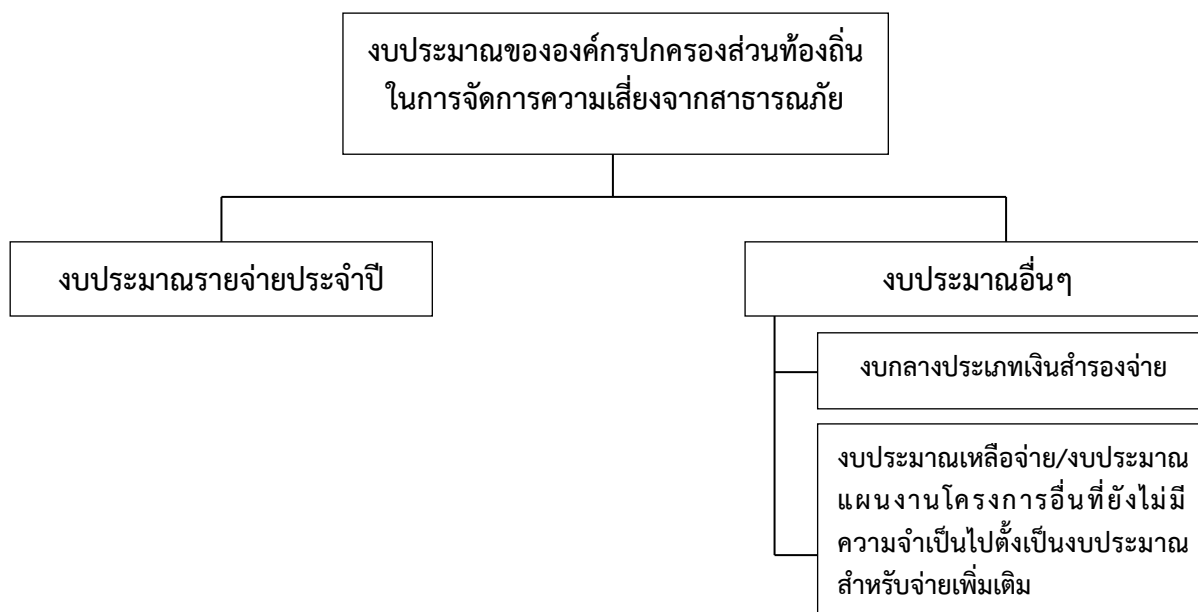 งบประมาณขององค์กรปกครองส่วนท้องถิ่น
ในการจัดการความเสี่ยงจากสาธารณภัย
งบประมาณรายจ่ายประจำปี
งบประมาณอื่นๆ
งบกลางประเภทเงินสำรองจ่าย
งบประมาณเหลือจ่าย/งบประมาณ
แผนงานโครงการอื่นที่ยังไม่มี
ความจำเป็นไปตั้งเป็นงบประมาณ
สำหรับจ่ายเพิ่มเติม